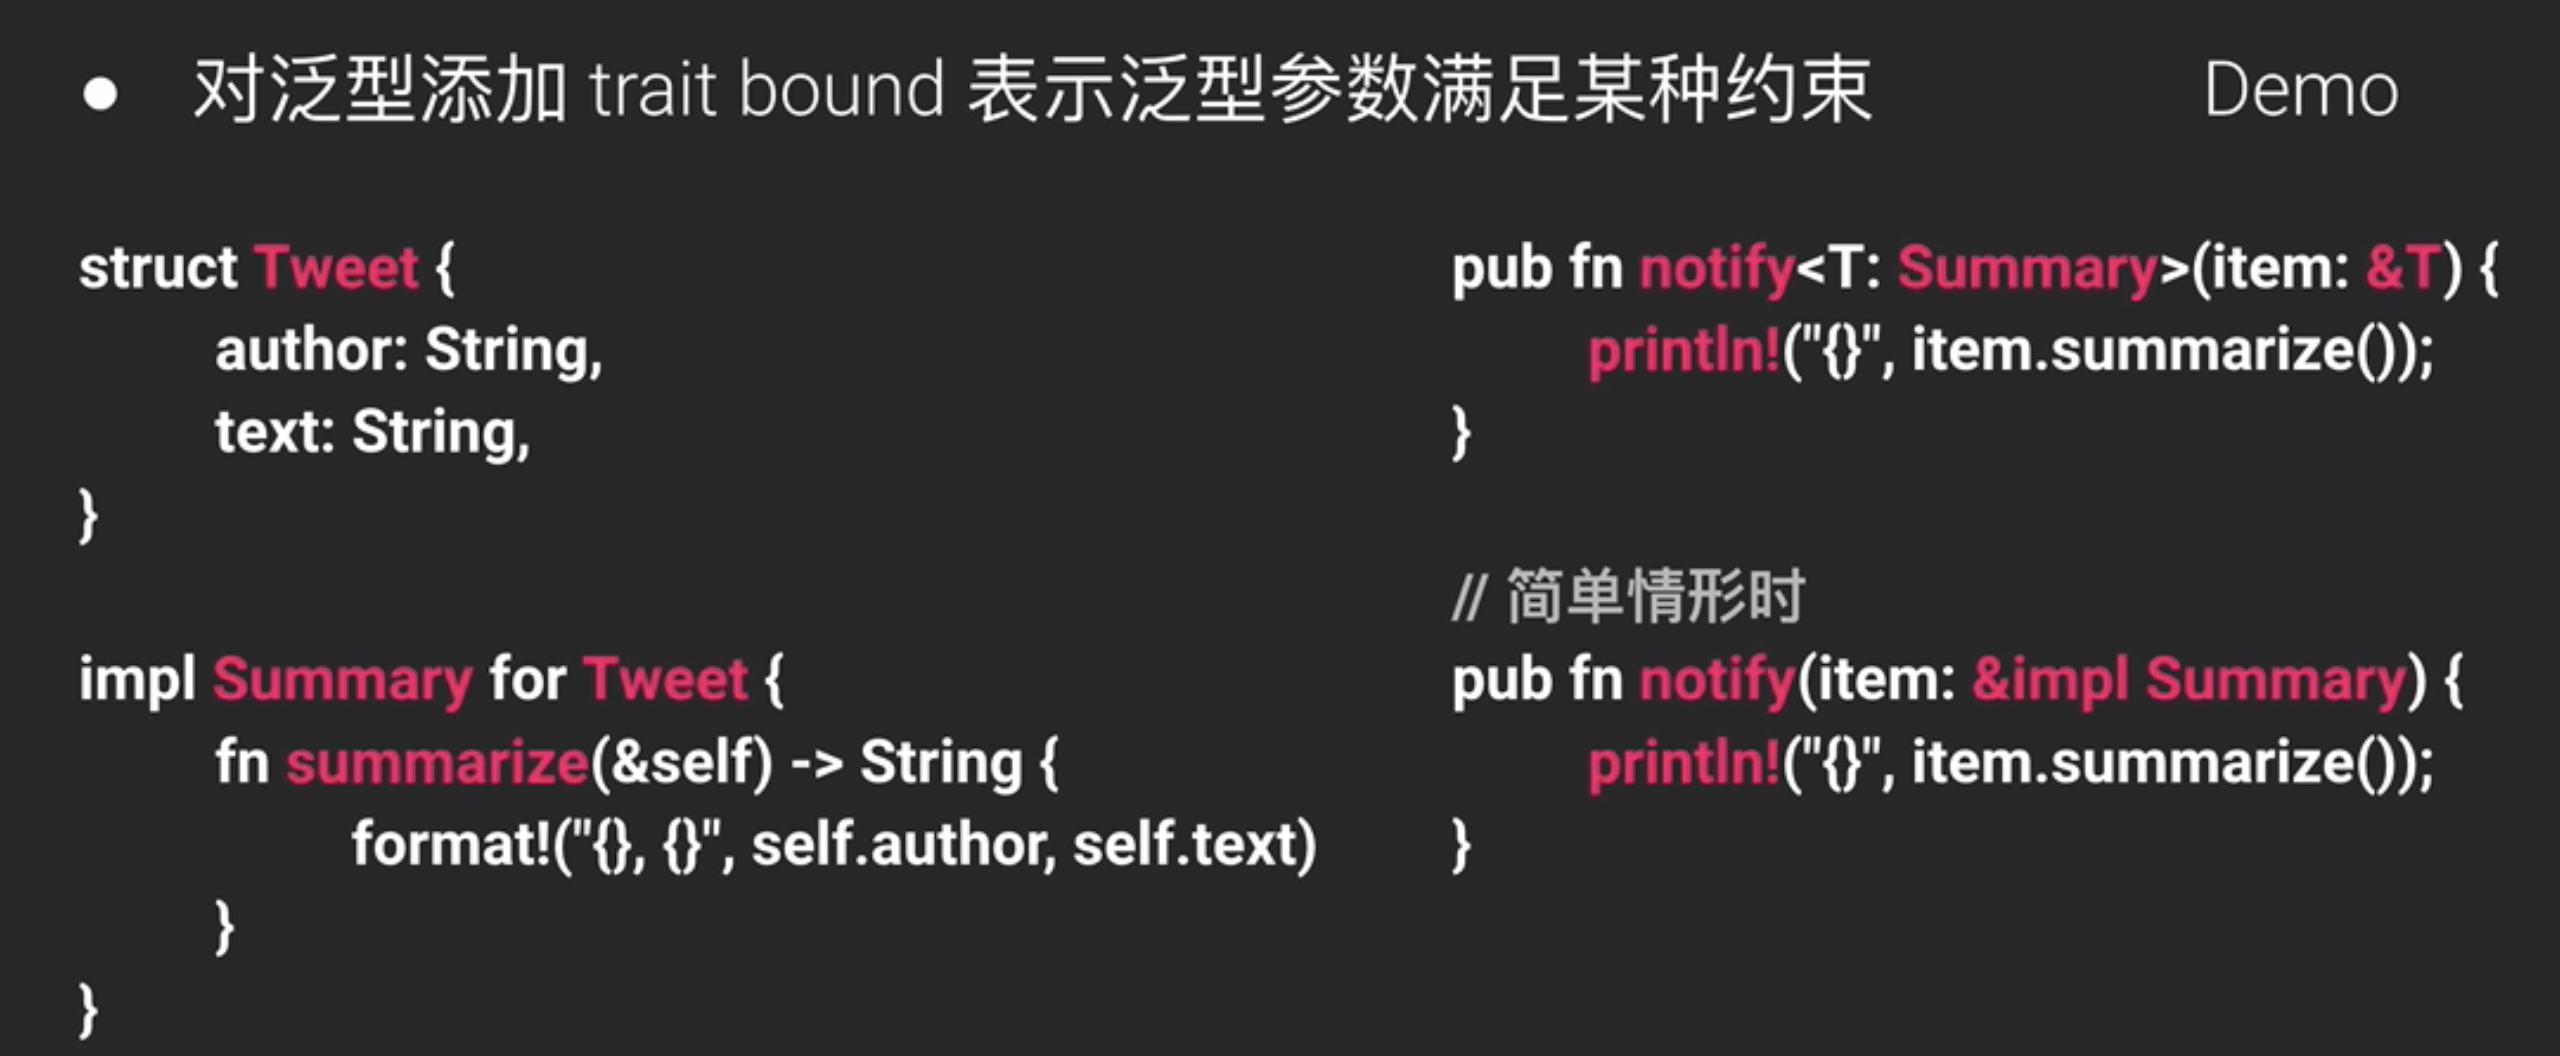 ● 对泛型添加 trait bound 表示泛型参数满足某种约束 Demo
struct Tweet {
author: String,
text: String,
}
impl Summary for Tweet {
fn summarize(&self) -> String {
format!("{}, {}", self.author, self.text)
}
}
pub fn notify<T: Summary>(item: &T) {
println!("{}", item.summarize());
}
// 简单情形时
pub fn notify(item: &impl Summary) {
println!("{}", item.summarize());
}